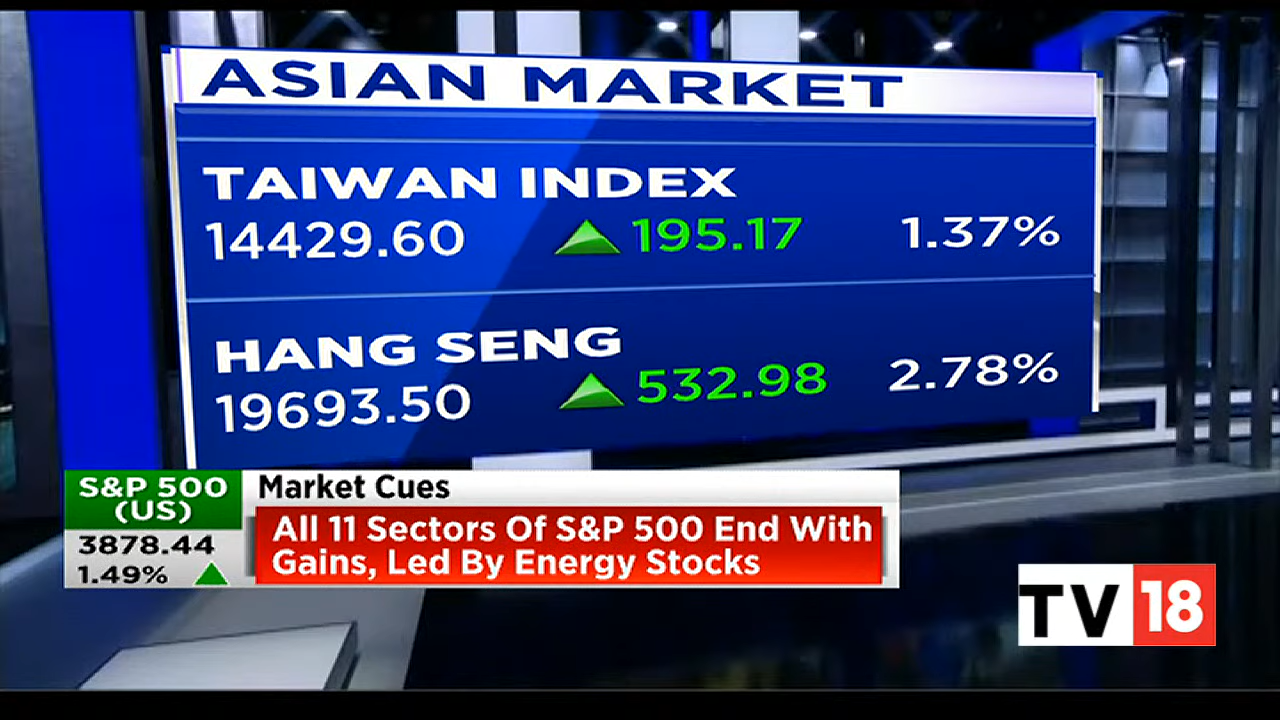 ASIAN MARKET
TAIWAN INDEX
14429.60 ▲ 195.17 1.37%
HANG SENG
19693.50 ▲ 532.98 2.78%
S&P 500
(US)
3878.44
1.49% ▲
Market Cues
All 11 Sectors Of S&P 500 End With
Gains, Led By Energy Stocks
TV 18